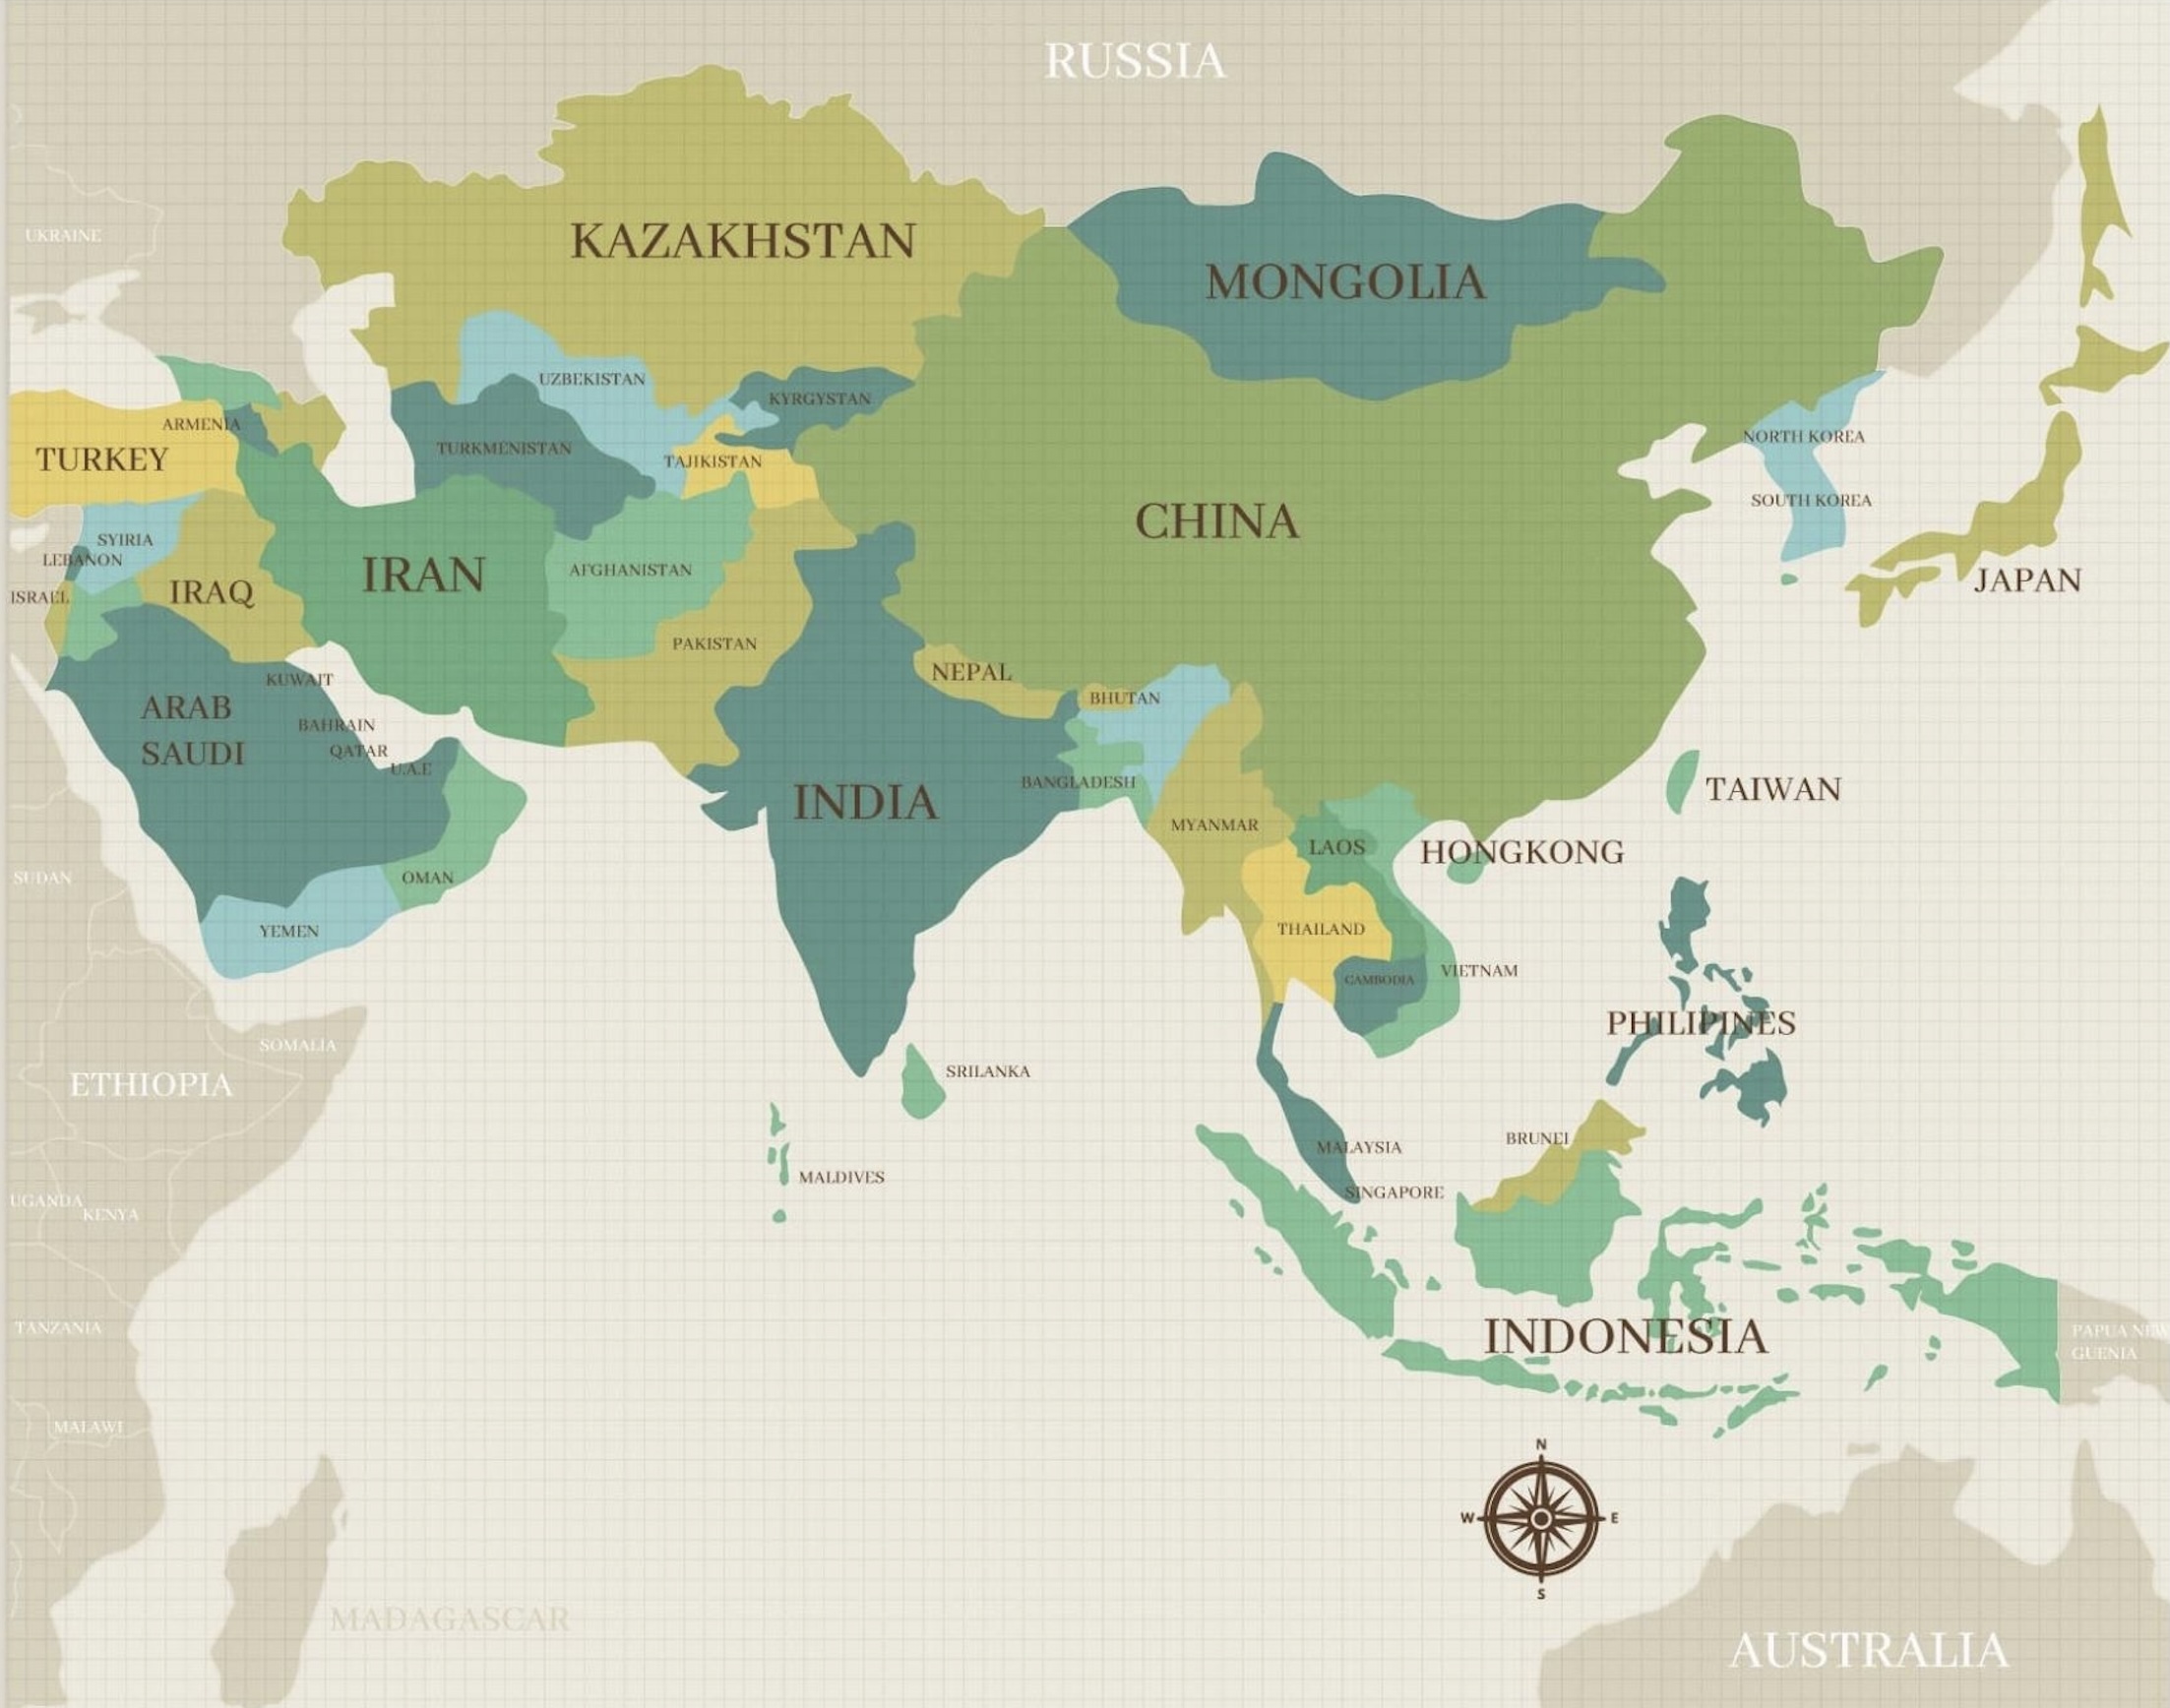 RUSSIA
UKRAINE
KAZAKHSTAN
MONGOLIA
UZBEKISTAN
KYRGYSTAN
ARMENIA
TURKEY
TURKMENISTAN
TAJIKISTAN
NORTH KOREA
SOUTH KOREA
CHINA
SYIRIA
LEBANON
ISRAEL
IRAQ
IRAN
AFGHANISTAN
JAPAN
PAKISTAN
NEPAL
BHUTAN
KUWAIT
ARAB
SAUDI
BAHRAIN
QATAR
U.A.E
INDIA
BANGLADESH
TAIWAN
MYANMAR
LAOS
HONGKONG
SUDAN
OMAN
YEMEN
THAILAND
CAMBODIA
VIETNAM
PHILIPINES
SOMALIA
ETHIOPIA
SRILANKA
MALDIVES
MALAYSIA
SINGAPORE
BRUNEI
UGANDA
KENYA
TANZANIA
INDONESIA
PAPUA NEW
GUENIA
MALAWI
N
W
E
S
MADAGASCAR
AUSTRALIA